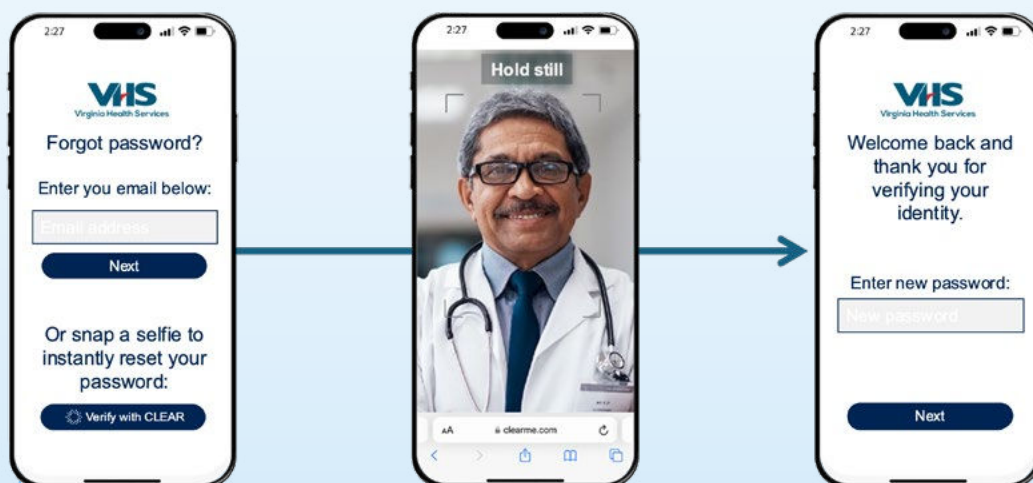 2:27
VHS
Virginia Health Services
Forgot password?
Enter you email below:
Email address
Next
Or snap a selfie to
instantly reset your
password:
Verify with CLEAR
2:27
Hold still
AA
clearme.com
2:27
VHS
Virginia Health Services
Welcome back and
thank you for
verifying your
identity.
Enter new password:
New password
Next